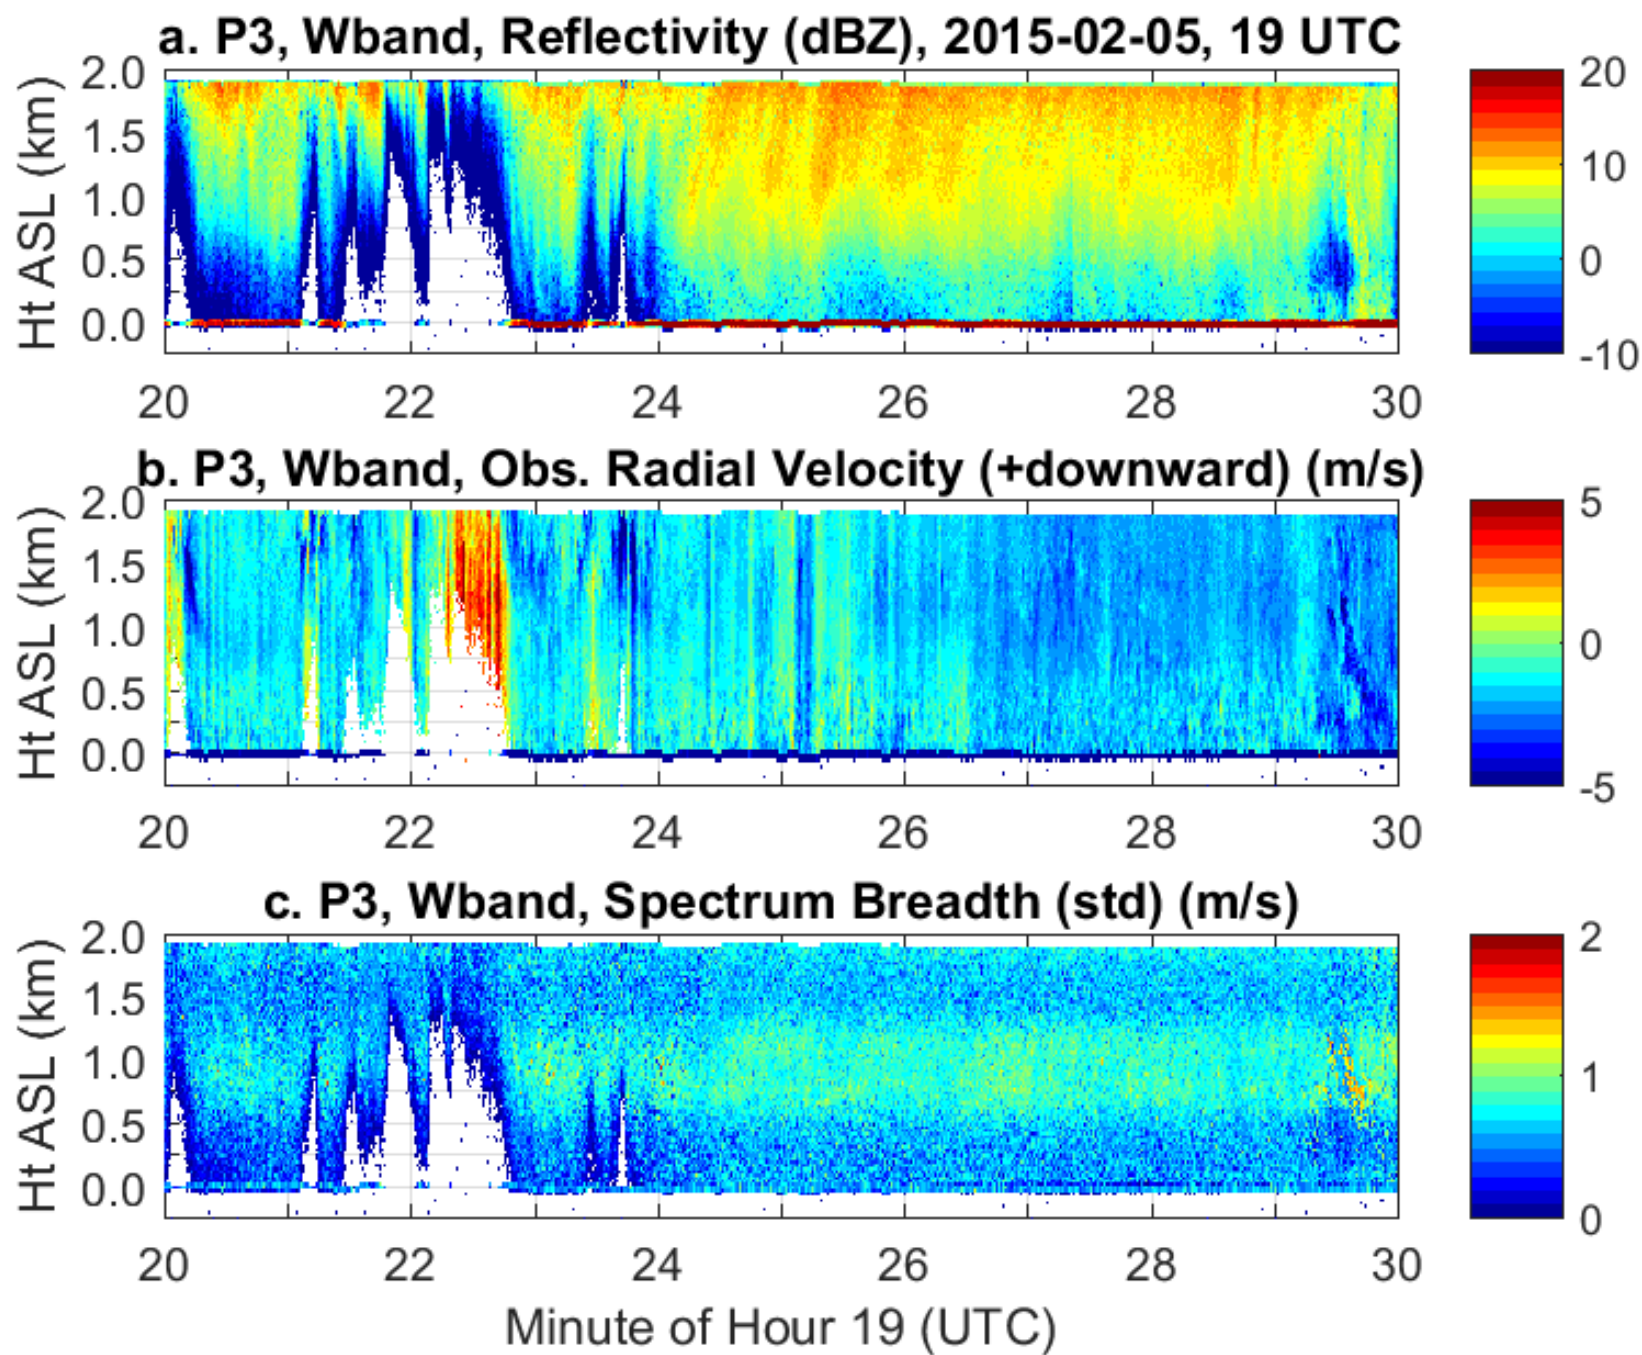 a. P3, Wband, Reflectivity (dBZ), 2015-02-05, 19 UTC
2.0
1.5
1.0
0.5
0.0
Ht ASL (km)
20 22 24 26 28 30
20
10
0
-10
b. P3, Wband, Obs. Radial Velocity (+downward) (m/s)
2.0
1.5
1.0
0.5
0.0
Ht ASL (km)
20 22 24 26 28 30
5
0
-5
c. P3, Wband, Spectrum Breadth (std) (m/s)
2.0
1.5
1.0
0.5
0.0
Ht ASL (km)
20 22 24 26 28 30
2
1
0
Minute of Hour 19 (UTC)